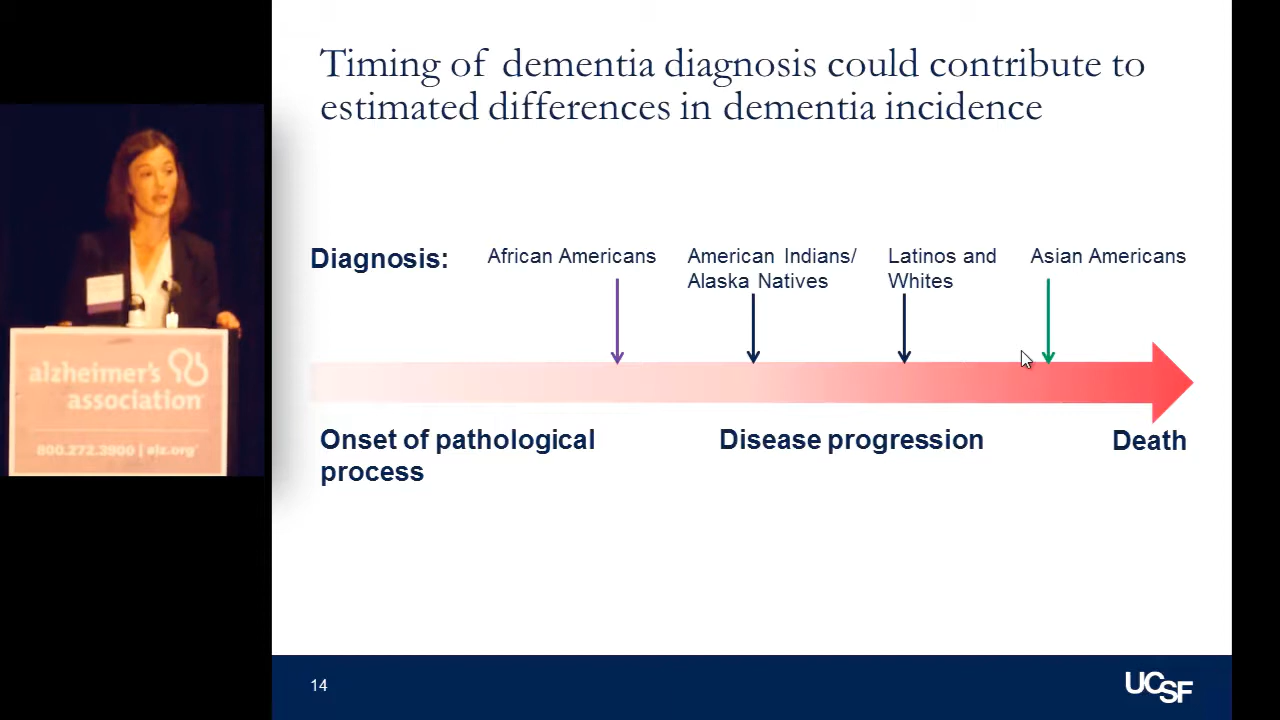 Timing of dementia diagnosis could contribute to
estimated differences in dementia incidence
Diagnosis:
African Americans
American Indians/
Alaska Natives
Latinos and
Whites
Asian Americans
Onset of pathological
process
Disease progression
Death
14
UCSF
alzheimer's
association
800.272.3900 | alz.org